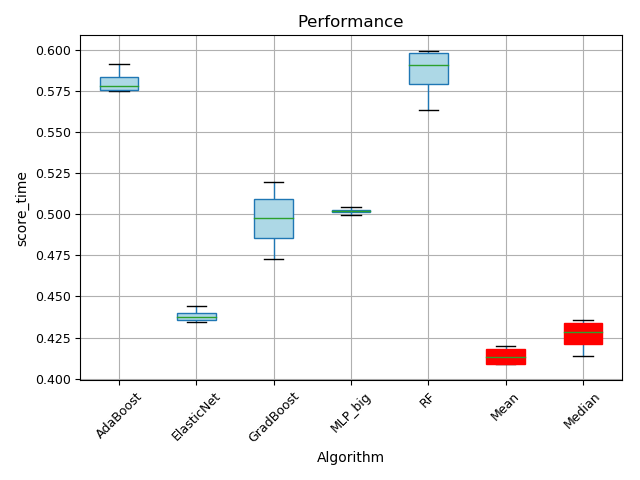 Performance
0.600
0.575
0.550
0.525
0.500
0.475
0.450
0.425
0.400
score_time
AdaBoost
ElasticNet
GradBoost
MLP_big
RF
Mean
Median
Algorithm